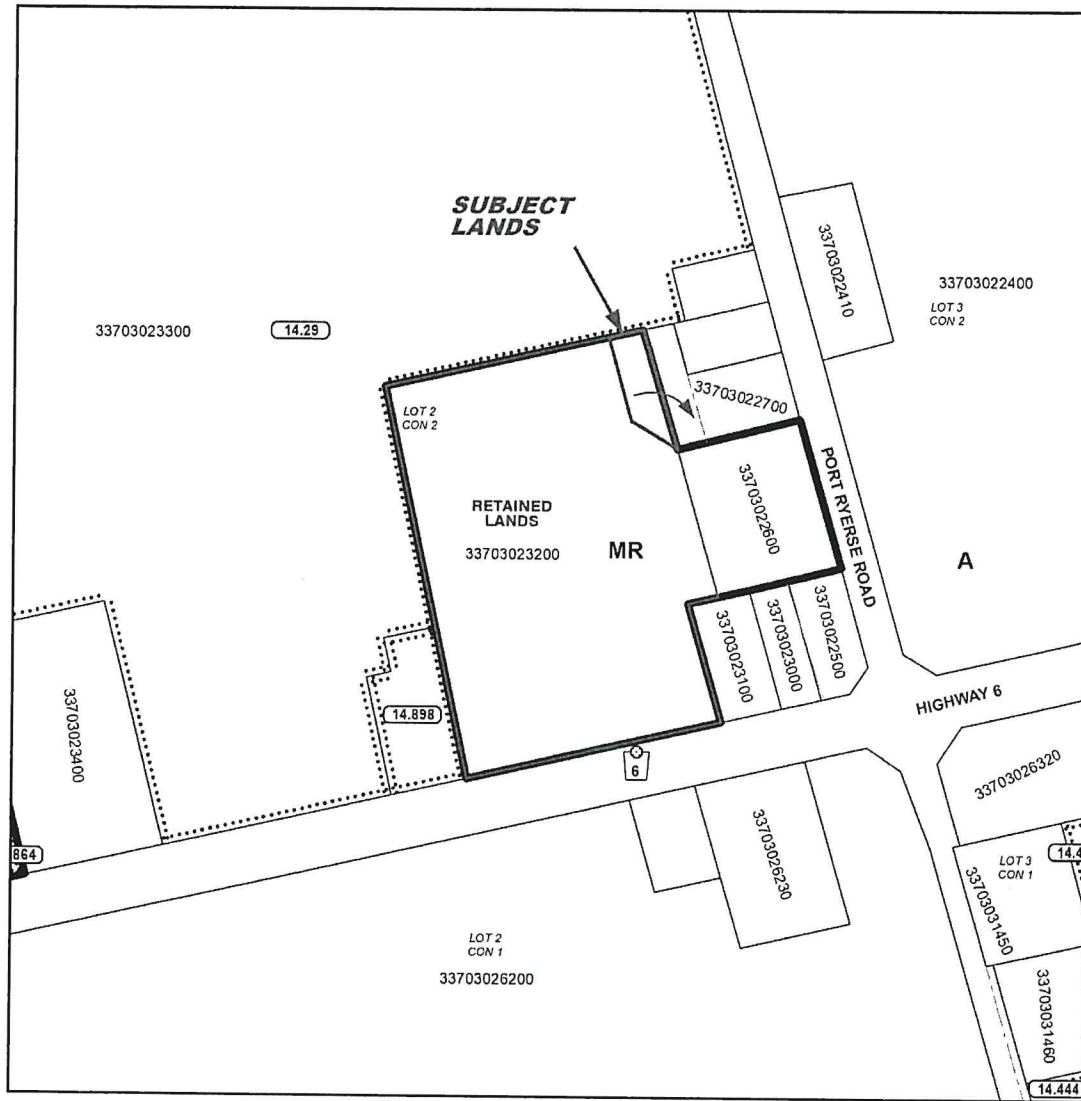 SUBJECT
LANDS
33703022410
33703022400
LOT 3
CON 2
33703023300
14.29
33703022700
LOT 2
CON 2
RETAINED
LANDS
33703023200
MR
33703022600
PORT RYERSE ROAD
A
33703023100
33703023000
33703022500
33703023400
14.898
HIGHWAY 6
6
33703026320
33703026230
864
LOT 3
CON 1
14.4
33703031450
LOT 2
CON 1
33703026200
33703031460
14.444